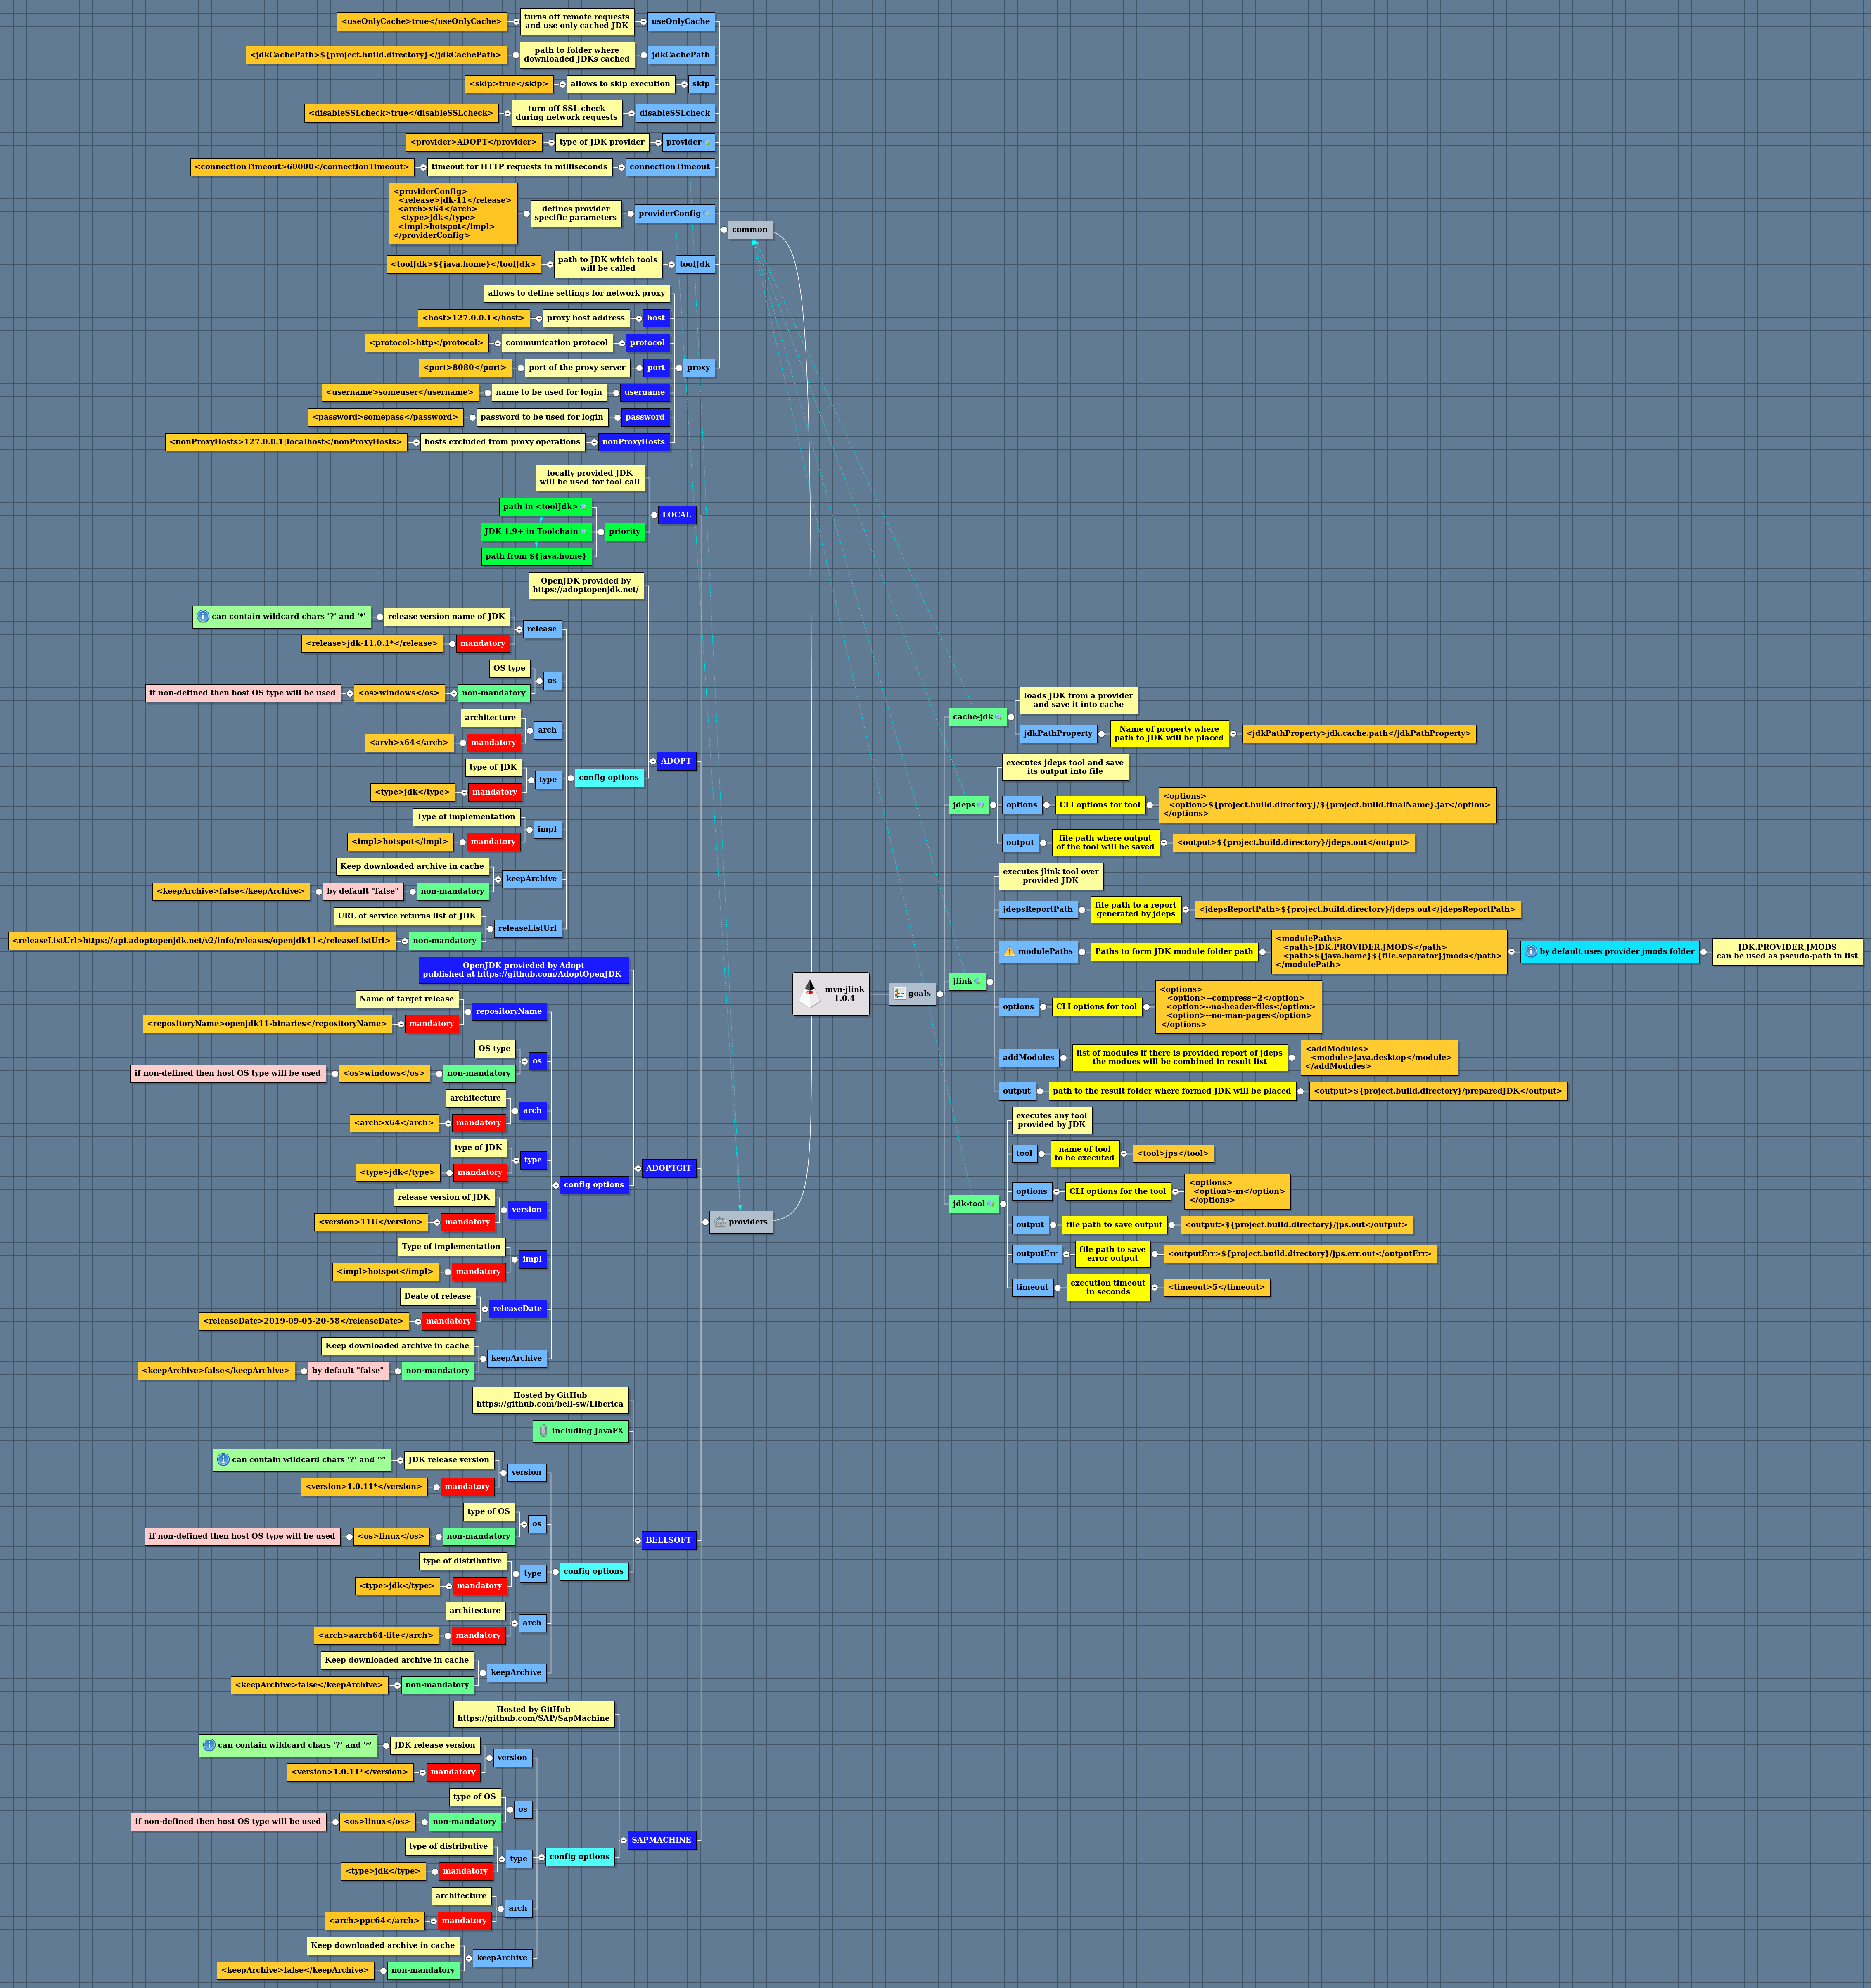 <useOnlyCache>true</useOnlyCache>
turns off remote requests
and use only cached JDK
useOnlyCache
<jdkCachePath>${project.build.directory}</jdkCachePath>
path to folder where
downloaded JDKs cached
jdkCachePath
<skip>true</skip>
allows to skip execution
skip
<disableSSLcheck>true</disableSSLcheck>
turn off SSL check
during network requests
disableSSLcheck
<provider>ADOPT</provider>
type of JDK provider
provider
<connectionTimeout>60000</connectionTimeout>
timeout for HTTP requests in milliseconds
connectionTimeout
<providerConfig>
<release>jdk-11</release>
<arch>x64</arch>
<type>jdk</type>
<impl>hotspot</impl>
</providerConfig>
defines provider
specific parameters
providerConfig
common
<toolJdk>${java.home}</toolJdk>
path to JDK which tools
will be called
toolJdk
allows to define settings for network proxy
<host>127.0.0.1</host>
proxy host address
host
<protocol>http</protocol>
communication protocol
protocol
<port>8080</port>
port of the proxy server
port
proxy
<username>someuser</username>
name to be used for login
username
<password>somepass</password>
password to be used for login
password
<nonProxyHosts>127.0.0.1|localhost</nonProxyHosts>
hosts excluded from proxy operations
nonProxyHosts
locally provided JDK
will be used for tool call
LOCAL
path in <toolJdk>
JDK 1.9+ in Toolchain
priority
path from ${java.home}
OpenJDK provided by
https://adoptopenjdk.net/
can contain wildcard chars '?' and '*'
release version name of JDK
release
<release>jdk-11.0.1*</release>
mandatory
OS type
os
if non-defined then host OS type will be used
<os>windows</os>
non-mandatory
architecture
arch
<arvh>x64</arch>
mandatory
ADOPT
type of JDK
type
config options
<type>jdk</type>
mandatory
Type of implementation
impl
<impl>hotspot</impl>
mandatory
Keep downloaded archive in cache
keepArchive
<keepArchive>false</keepArchive>
by default "false"
non-mandatory
URL of service returns list of JDK
releaseListUrl
<releaseListUrl>https://api.adoptopenjdk.net/v2/info/releases/openjdk11</releaseListUrl>
non-mandatory
OpenJDK provieded by Adopt
published at https://github.com/AdoptOpenJDK
Name of target release
repositoryName
<repositoryName>openjdk11-binaries</repositoryName>
mandatory
OS type
os
if non-defined then host OS type will be used
<os>windows</os>
non-mandatory
architecture
arch
<arch>x64</arch>
mandatory
type of JDK
type
<type>jdk</type>
mandatory
ADOPTGIT
config options
release version of JDK
version
<version>11U</version>
mandatory
providers
Type of implementation
impl
<impl>hotspot</impl>
mandatory
Deate of release
releaseDate
<releaseDate>2019-09-05-20-58</releaseDate>
mandatory
Keep downloaded archive in cache
keepArchive
<keepArchive>false</keepArchive>
by default "false"
non-mandatory
Hosted by GitHub
https://github.com/bell-sw/Liberica
including JavaFX
can contain wildcard chars '?' and '*'
JDK release version
version
<version>1.0.11*</version>
mandatory
type of OS
os
if non-defined then host OS type will be used
<os>linux</os>
non-mandatory
BELLSOFT
type of distributive
type
config options
<type>jdk</type>
mandatory
architecture
arch
<arch>aarch64-lite</arch>
mandatory
Keep downloaded archive in cache
keepArchive
<keepArchive>false</keepArchive>
non-mandatory
Hosted by GitHub
https://github.com/SAP/SapMachine
can contain wildcard chars '?' and '*'
JDK release version
version
<version>1.0.11*</version>
mandatory
type of OS
os
if non-defined then host OS type will be used
<os>linux</os>
non-mandatory
SAPMACHINE
type of distributive
type
config options
<type>jdk</type>
mandatory
architecture
arch
<arch>ppc64</arch>
mandatory
Keep downloaded archive in cache
keepArchive
<keepArchive>false</keepArchive>
non-mandatory
mvn-jlink
1.0.4
goals
cache-jdk
loads JDK from a provider
and save it into cache
jdkPathProperty
Name of property where
path to JDK will be placed
<jdkPathProperty>jdk.cache.path</jdkPathProperty>
jdeps
executes jdeps tool and save
its output into file
options
CLI options for tool
<options>
<option>${project.build.directory}/${project.build.finalName}.jar</option>
</options>
output
file path where output
of the tool will be saved
<output>${project.build.directory}/jdeps.out</output>
jlink
executes jlink tool over
provided JDK
jdepsReportPath
file path to a report
generated by jdeps
<jdepsReportPath>${project.build.directory}/jdeps.out</jdepsReportPath>
modulePaths
Paths to form JDK module folder path
<modulePaths>
<path>JDK.PROVIDER.JMODS</path>
<path>${java.home}${file.separator}jmods</path>
</modulePath>
by default uses provider jmods folder
JDK.PROVIDER.JMODS
can be used as pseudo-path in list
options
CLI options for tool
<options>
<option>--compress=2</option>
<option>--no-header-files</option>
<option>--no-man-pages</option>
</options>
addModules
list of modules if there is provided report of jdeps
the modues will be combined in result list
<addModules>
<module>java.desktop</module>
</addModules>
output
path to the result folder where formed JDK will be placed
<output>${project.build.directory}/preparedJDK</output>
jdk-tool
executes any tool
provided by JDK
tool
name of tool
to be executed
<tool>jps</tool>
options
CLI options for the tool
<options>
<option>-m</option>
</options>
output
file path to save output
<output>${project.build.directory}/jps.out</output>
outputErr
file path to save
error output
<outputErr>${project.build.directory}/jps.err.out</outputErr>
timeout
execution timeout
in seconds
<timeout>5</timeout>